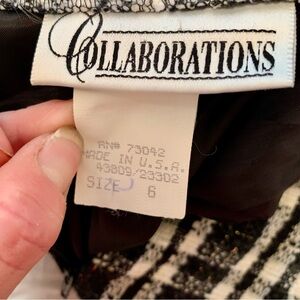 COLLABORATIONS
RN# 73042
MADE IN U.S.A.
43809/23302
SIZE 6